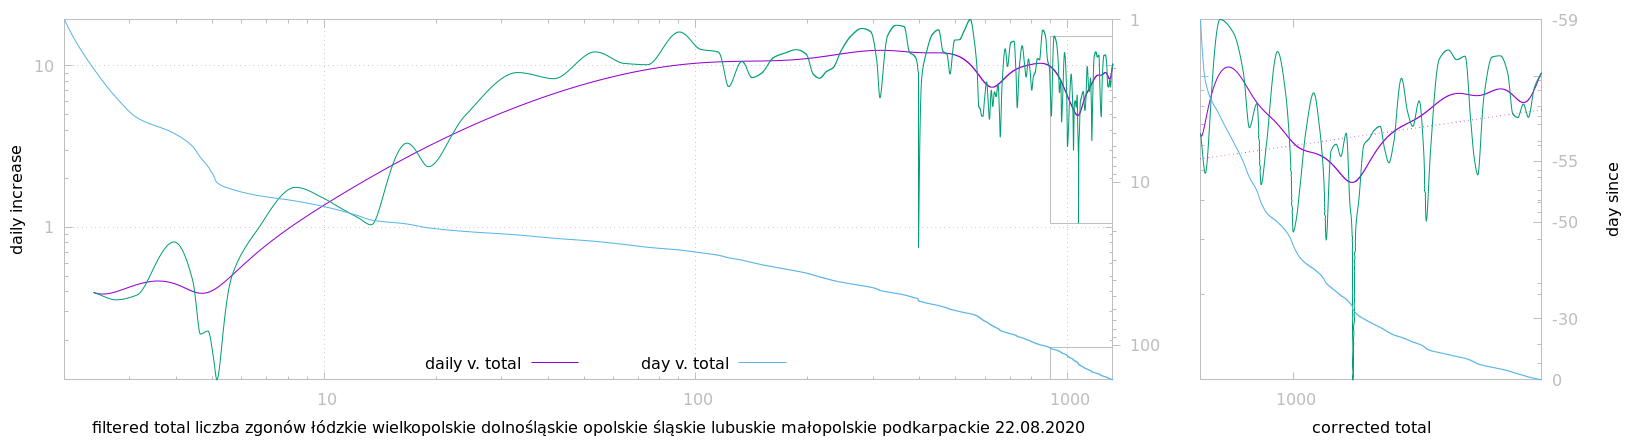 1
-59
10
daily increase
-55
10
day since
1
-50
-30
100
daily v. total
day v. total
0
10
100
1000
1000
filtered total liczba zgonów łódzkie wielkopolskie dolnośląskie opolskie śląskie lubuskie małopolskie podkarpackie 22.08.2020
corrected total